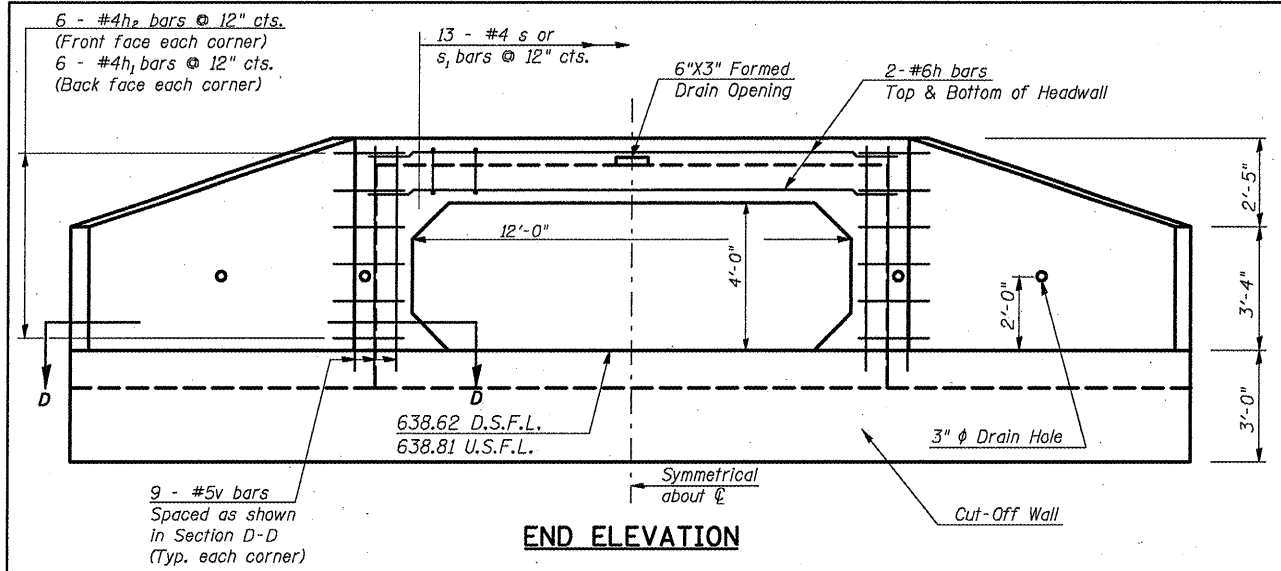 6 - #4h₂ bars @ 12" cts.
(Front face each corner)
6 - #4h₁ bars @ 12" cts.
(Back face each corner)
13 - #4 s or
s₁ bars @ 12" cts.
6"X3" Formed
Drain Opening
2-#6h bars
Top & Bottom of Headwall
2'-5"
12'-0"
4'-0"
2'-0"
3'-4"
D
D
3'-0"
638.62 D.S.F.L.
638.81 U.S.F.L.
3" ϕ Drain Hole
Symmetrical
about ℄
Cut-Off Wall
9 - #5v bars
Spaced as shown
in Section D-D
(Typ. each corner)
END ELEVATION